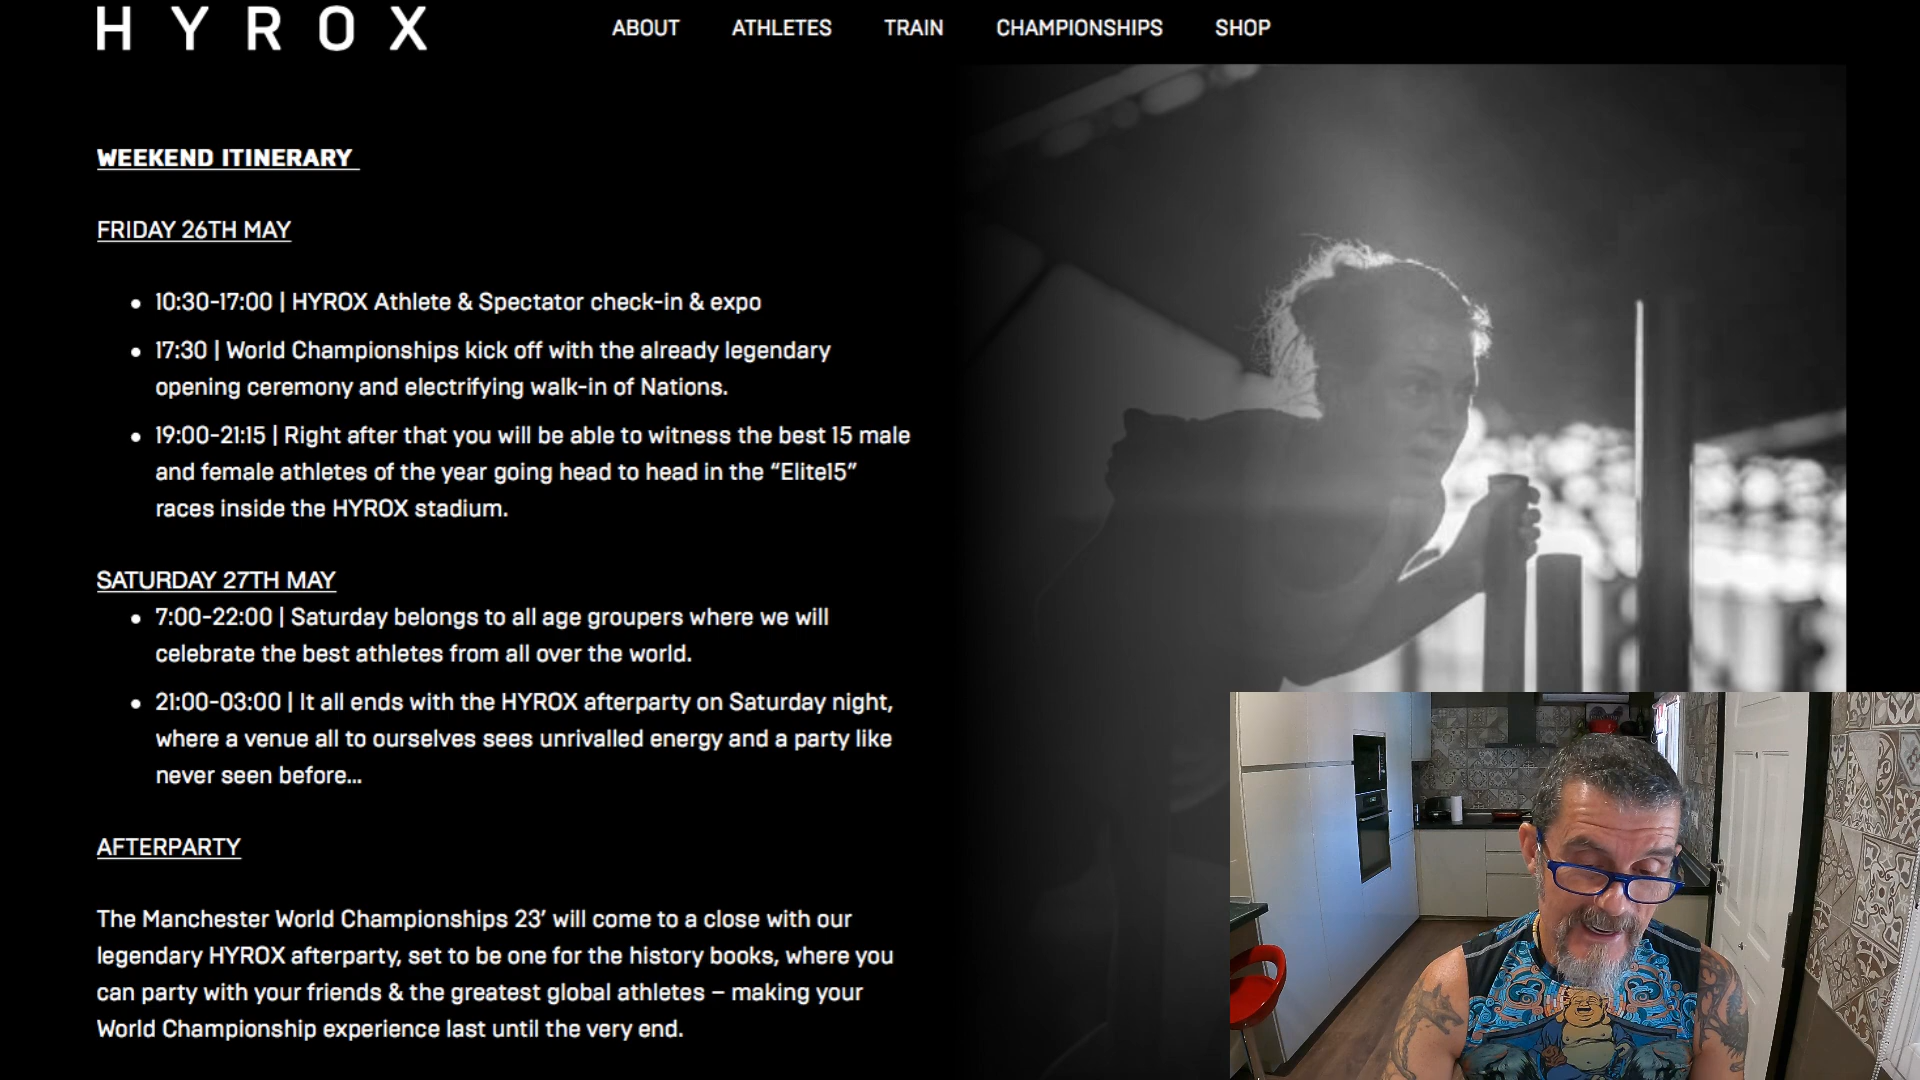 HYROX
ABOUT ATHLETES TRAIN CHAMPIONSHIPS SHOP
WEEKEND ITINERARY
FRIDAY 26TH MAY
• 10:30-17:00 | HYROX Athlete & Spectator check-in & expo
• 17:30 | World Championships kick off with the already legendary
opening ceremony and electrifying walk-in of Nations.
• 19:00-21:15 | Right after that you will be able to witness the best 15 male
and female athletes of the year going head to head in the “Elite15”
races inside the HYROX stadium.
SATURDAY 27TH MAY
• 7:00-22:00 | Saturday belongs to all age groupers where we will
celebrate the best athletes from all over the world.
• 21:00-03:00 | It all ends with the HYROX afterparty on Saturday night,
where a venue all to ourselves sees unrivalled energy and a party like
never seen before...
AFTERPARTY
The Manchester World Championships 23’ will come to a close with our
legendary HYROX afterparty, set to be one for the history books, where you
can party with your friends & the greatest global athletes – making your
World Championship experience last until the very end.